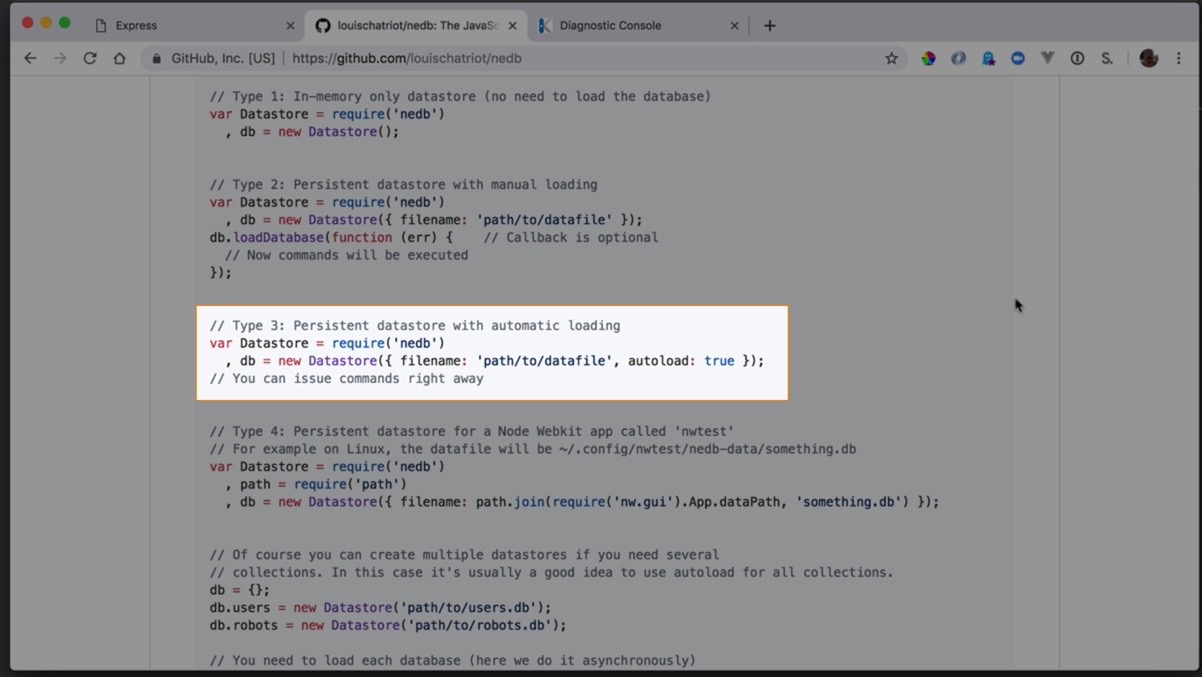 Express
louischatriot/nedb: The JavaSc
Diagnostic Console
GitHub, Inc. [US] | https://github.com/louischatriot/nedb
S.
// Type 1: In-memory only datastore (no need to load the database)
var Datastore = require('nedb')
, db = new Datastore();
// Type 2: Persistent datastore with manual loading
var Datastore = require('nedb')
, db = new Datastore({ filename: 'path/to/datafile' });
db.loadDatabase(function (err) {    // Callback is optional
// Now commands will be executed
});
// Type 3: Persistent datastore with automatic loading
var Datastore = require('nedb')
, db = new Datastore({ filename: 'path/to/datafile', autoload: true });
// You can issue commands right away
// Type 4: Persistent datastore for a Node Webkit app called 'nwtest'
// For example on Linux, the datafile will be ~/.config/nwtest/nedb-data/something.db
var Datastore = require('nedb')
, path = require('path')
, db = new Datastore({ filename: path.join(require('nw.gui').App.dataPath, 'something.db') });
// Of course you can create multiple datastores if you need several
// collections. In this case it's usually a good idea to use autoload for all collections.
db = {};
db.users = new Datastore('path/to/users.db');
db.robots = new Datastore('path/to/robots.db');
// You need to load each database (here we do it asynchronously)